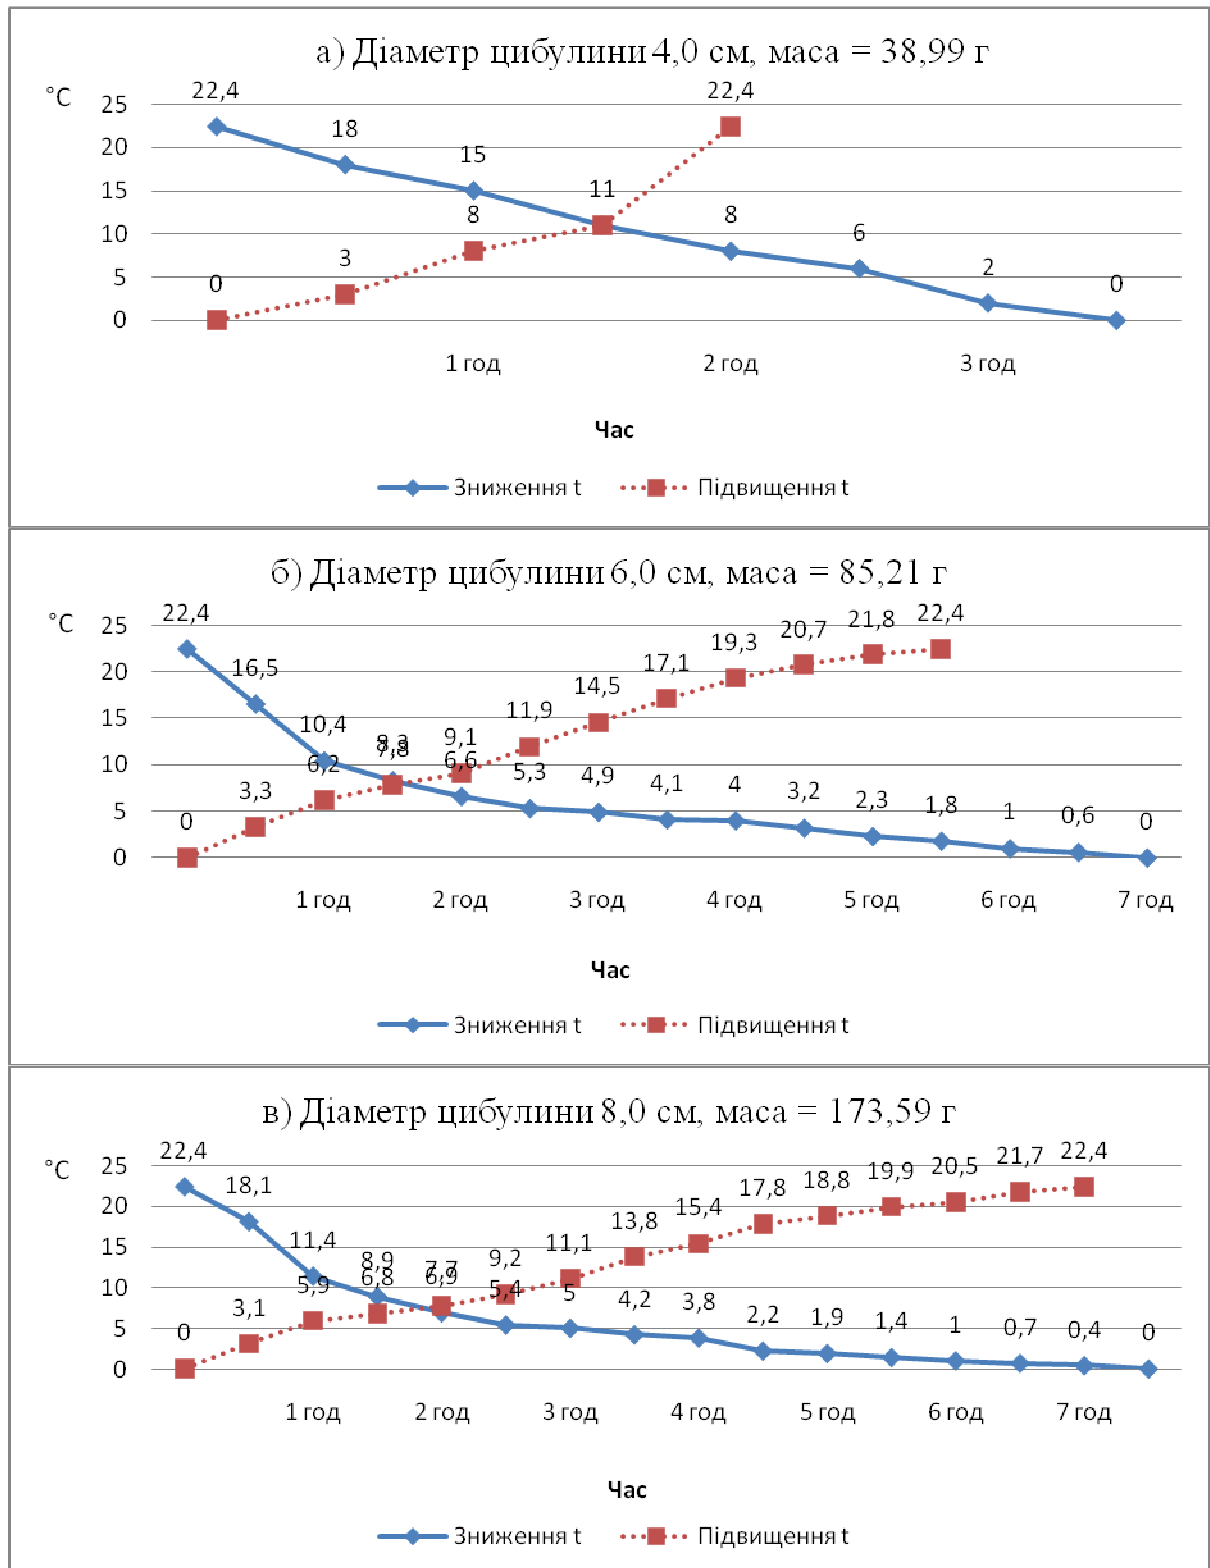 а) Діаметр цибулини 4,0 см, маса = 38,99 г
°С
22,4 22,4
25
18
20
15
15
11
8 8
10
6
3
5
2
0 0
0
1 год 2 год 3 год
Час
Зниження t Підвищення t
б) Діаметр цибулини 6,0 см, маса = 85,21 г
°С
22,4 16,5 10,4 8,3 6,6 5,3 4,9 4,1 4 3,2 2,3 1,8 1 0,6 0
0 3,3 6,2 7,8 9,1 11,9 14,5 17,1 19,3 20,7 21,8 22,4
25
20
15
10
5
0
1 год 2 год 3 год 4 год 5 год 6 год 7 год
Час
Зниження t Підвищення t
в) Діаметр цибулини 8,0 см, маса = 173,59 г
°С
22,4 18,1 11,4 8,9 6,9 5,4 5 4,2 3,8 2,2 1,9 1,4 1 0,7 0,4 0
0 3,1 5,9 6,8 7,7 9,2 11,1 13,8 15,4 17,8 18,8 19,9 20,5 21,7 22,4
25
20
15
10
5
0
1 год 2 год 3 год 4 год 5 год 6 год 7 год
Час
Зниження t Підвищення t